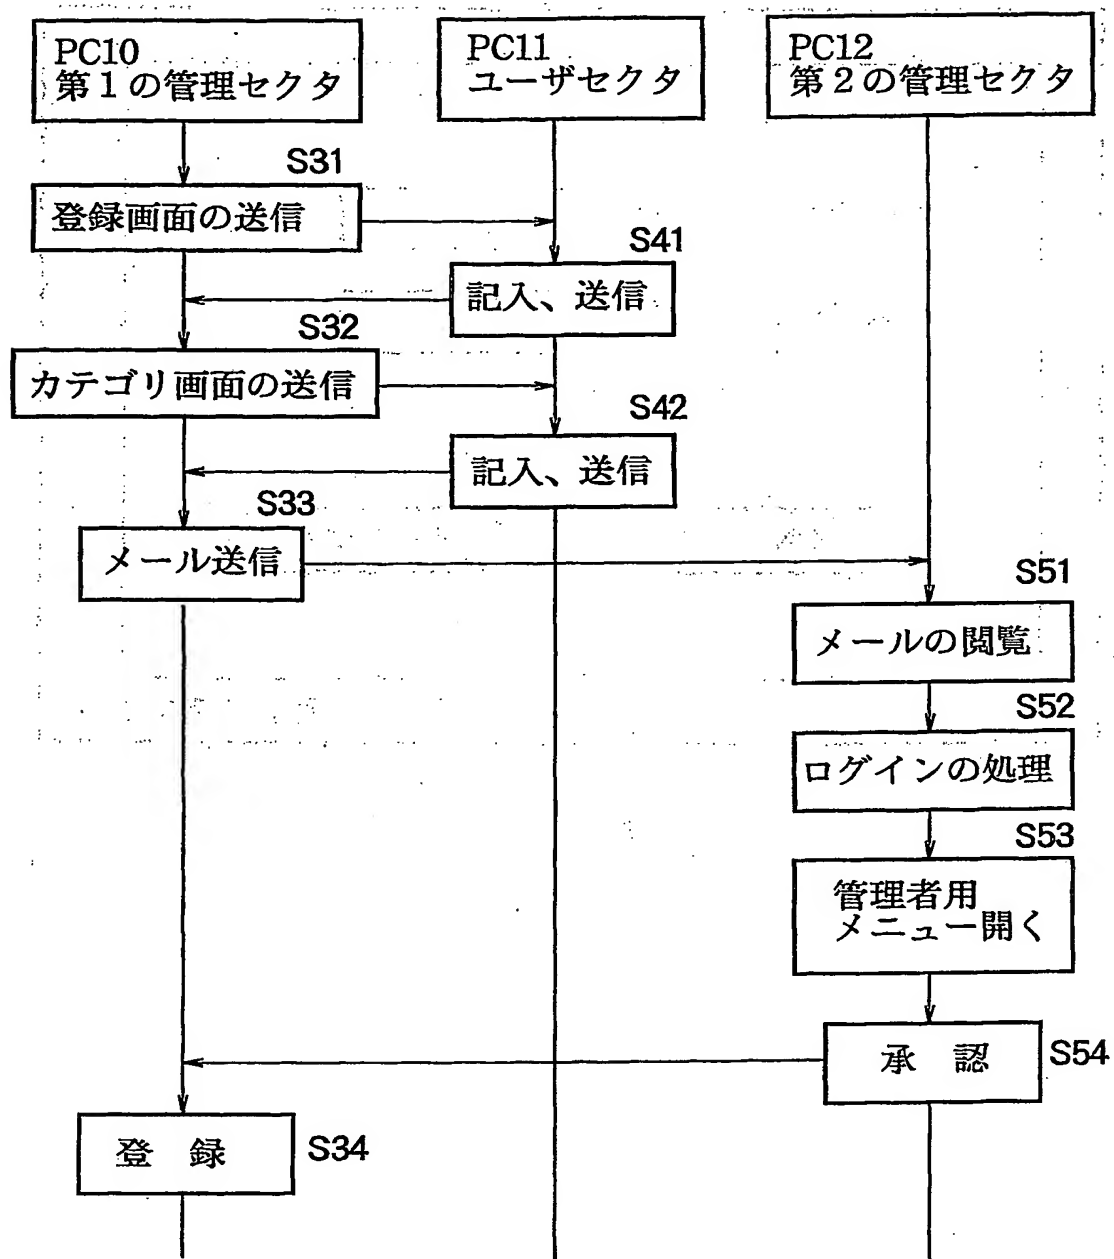 PC10
第1の管理セクタ
PC11
ユーザセクタ
PC12
第2の管理セクタ
S31
登録画面の送信
S41
記入、送信
S32
カテゴリ画面の送信
S42
記入、送信
S33
メール送信
S51
メールの閲覧
S52
ログインの処理
S53
管理者用
メニュー開く
承 認
S54
登 録
S34